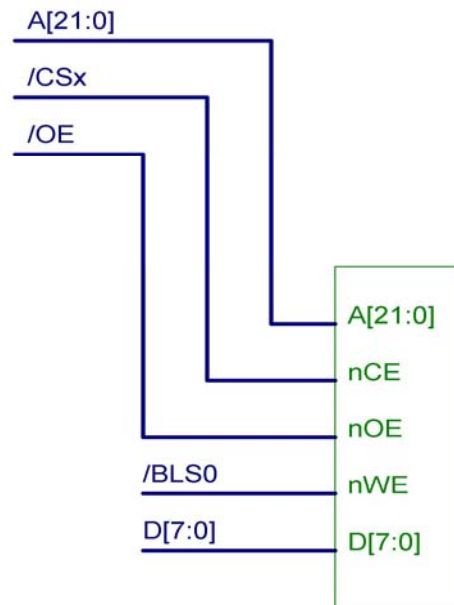 A[21:0]
/CSx
/OE
A[21:0]
nCE
nOE
/BLS0 nWE
D[7:0] D[7:0]